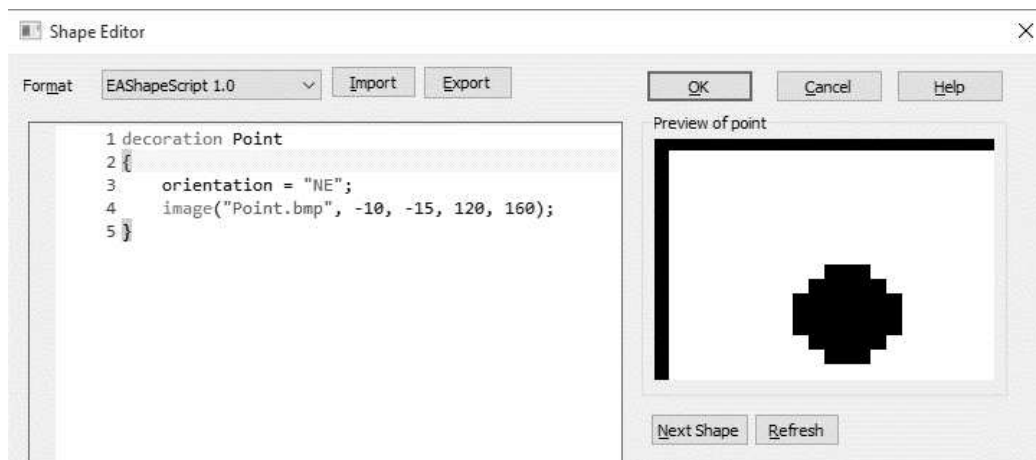 Shape Editor
Format EAShapeScript 1.0 Import Export OK Cancel Help
Preview of point
1 decoration Point
2 {
3     orientation = "NE";
4     image("Point.bmp", -10, -15, 120, 160);
5 }
Next Shape Refresh